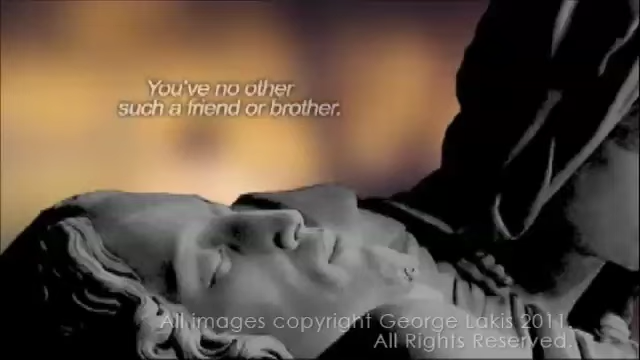 You've no other
such a friend or brother.
All images copyright George Lakis 2011.
All Rights Reserved.